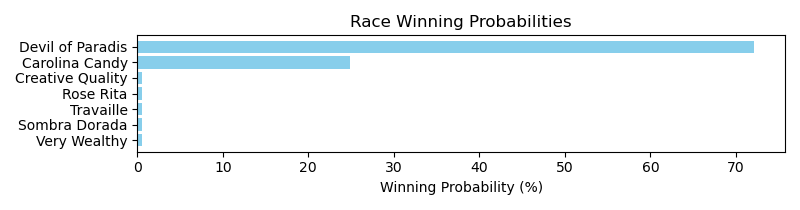 Race Winning Probabilities
Devil of Paradis
Carolina Candy
Creative Quality
Rose Rita
Travaille
Sombra Dorada
Very Wealthy
0 10 20 30 40 50 60 70
Winning Probability (%)